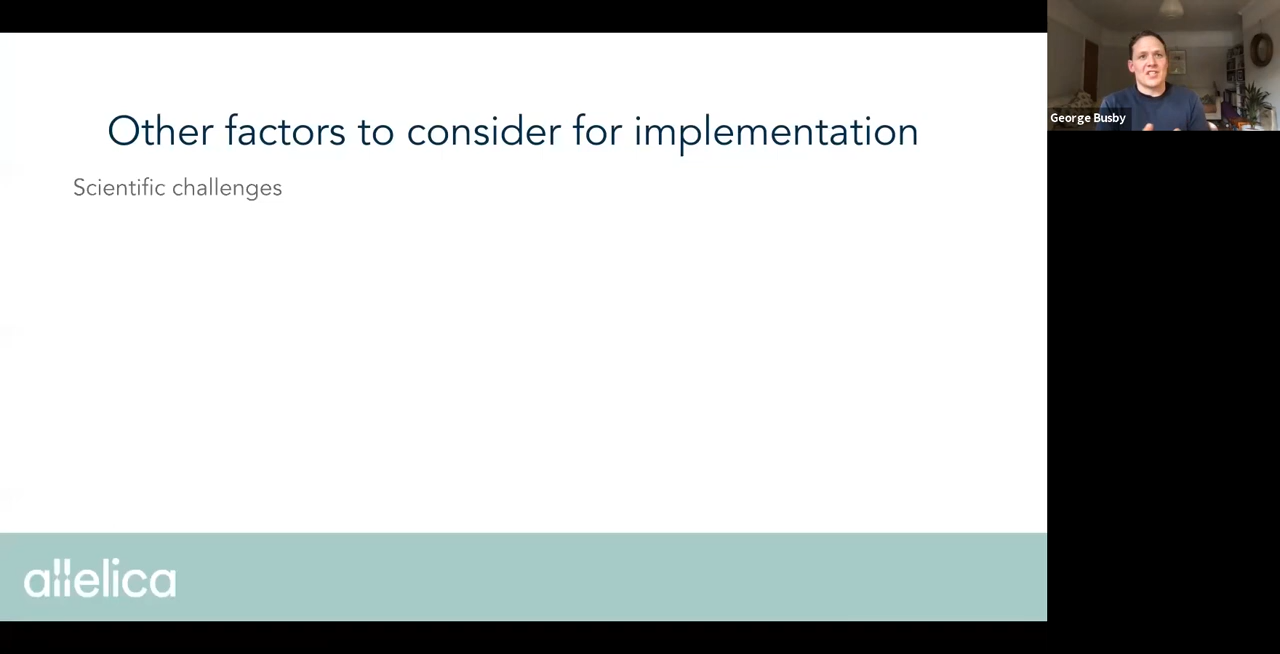 Other factors to consider for implementation
Scientific challenges
George Busby
allelica